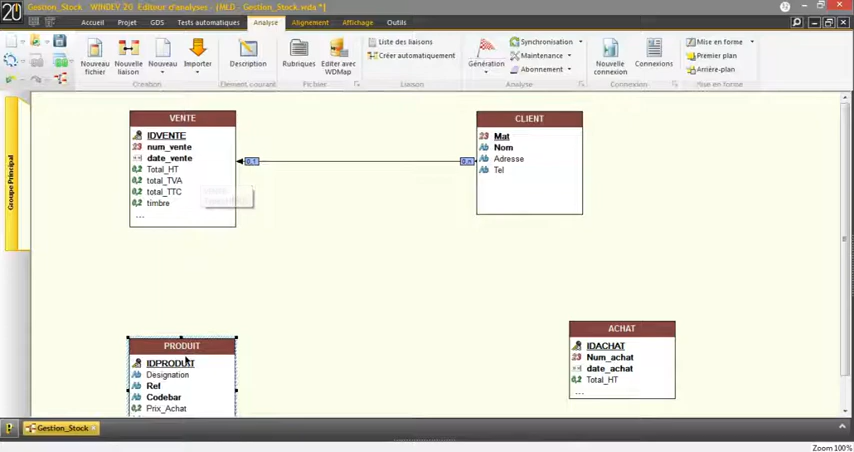 20
Gestion_Stock - WINDEV 20 Editeur d'analyses - [MLD - Gestion_Stock.wda *]
Accueil Projet GDS Tests automatiques Analyse Alignement Affichage Outils
Nouveau fichier
Nouvelle liaison
Nouveau
Importer
Création
Description
Elément courant
Rubriques
Editer avec WDMap
Fichier
Liste des liaisons
Créer automatiquement
Liaison
Génération
Synchronisation
Maintenance
Abonnement
Analyse
Nouvelle connexion
Connexions
Connexion
Mise en forme
Premier plan
Arrière-plan
Mise en forme
Groupe Principal
VENTE
IDVENTE
num_vente
date_vente
Total_HT
total_TVA
total_TTC
timbre
...
0,1
0,n
CLIENT
Mat
Nom
Adresse
Tel
PRODUIT
IDPRODUIT
Designation
Ref
Codebar
Prix_Achat
ACHAT
IDACHAT
Num_achat
date_achat
Total_HT
...
Gestion_Stock
Zoom 100%